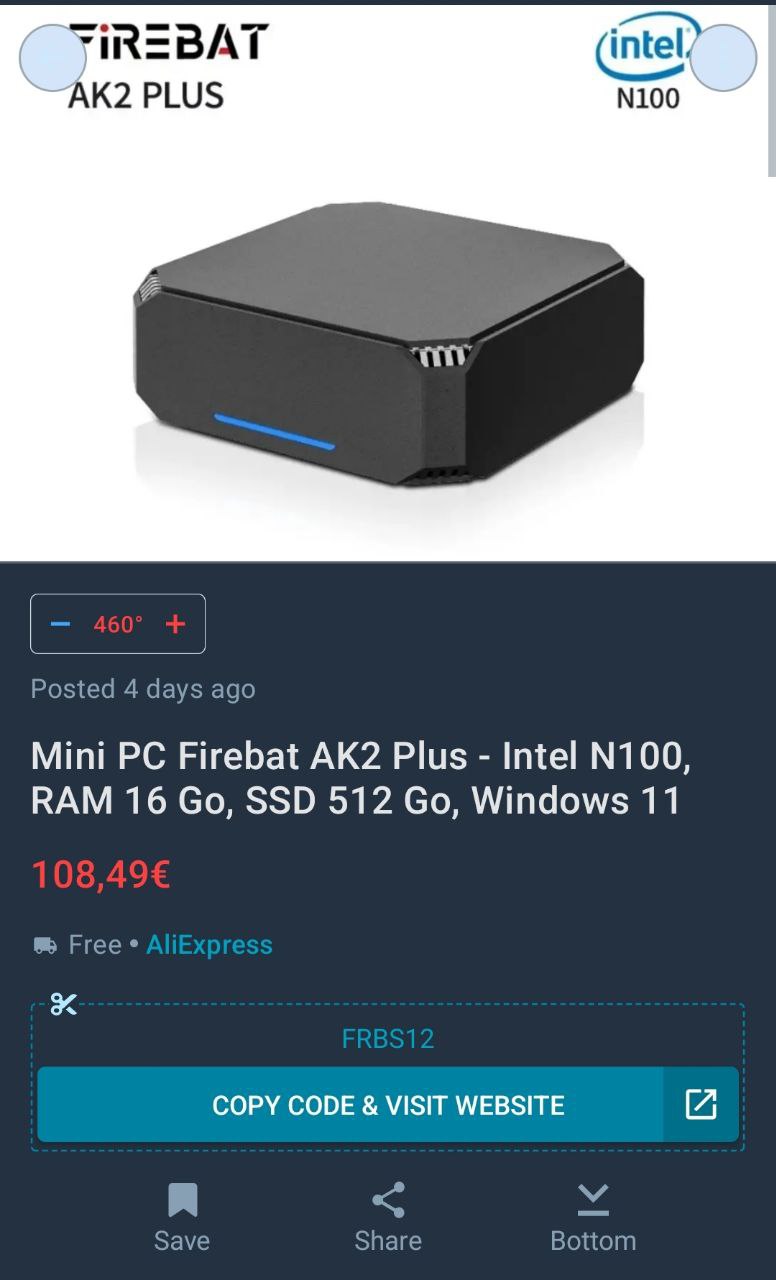 FiREBAT
AK2 PLUS
intel
N100
− 460° +
Posted 4 days ago
Mini PC Firebat AK2 Plus - Intel N100,
RAM 16 Go, SSD 512 Go, Windows 11
108,49€
Free • AliExpress
FRBS12
COPY CODE & VISIT WEBSITE
Save
Share
Bottom